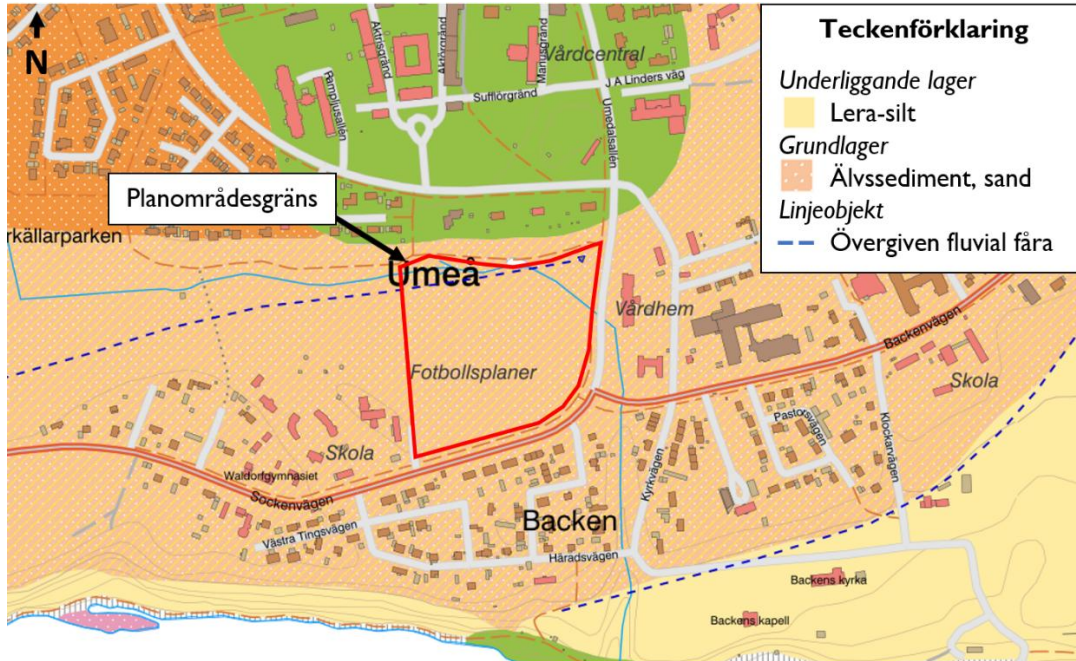 N
Aktrisgränd
Aktörgränd
Manusgränd
Vårdcentral
J A Linders väg
Rampljusallén
Sufflörgränd
Umedalsallén
Planområdesgräns
rkällarparken
Umeå
Vårdhem
Fotbollsplaner
Backenvägen
Skola
Pastorsvägen
Klockarvägen
Kyrkvägen
Skola
Waldorfgymnasiet
Sockenvägen
Västra Tingsvägen
Backen
Häradsvägen
Backens kyrka
Backens kapell
Teckenförklaring
Underliggande lager
Lera-silt
Grundlager
Älvssediment, sand
Linjeobjekt
Övergiven fluvial fåra